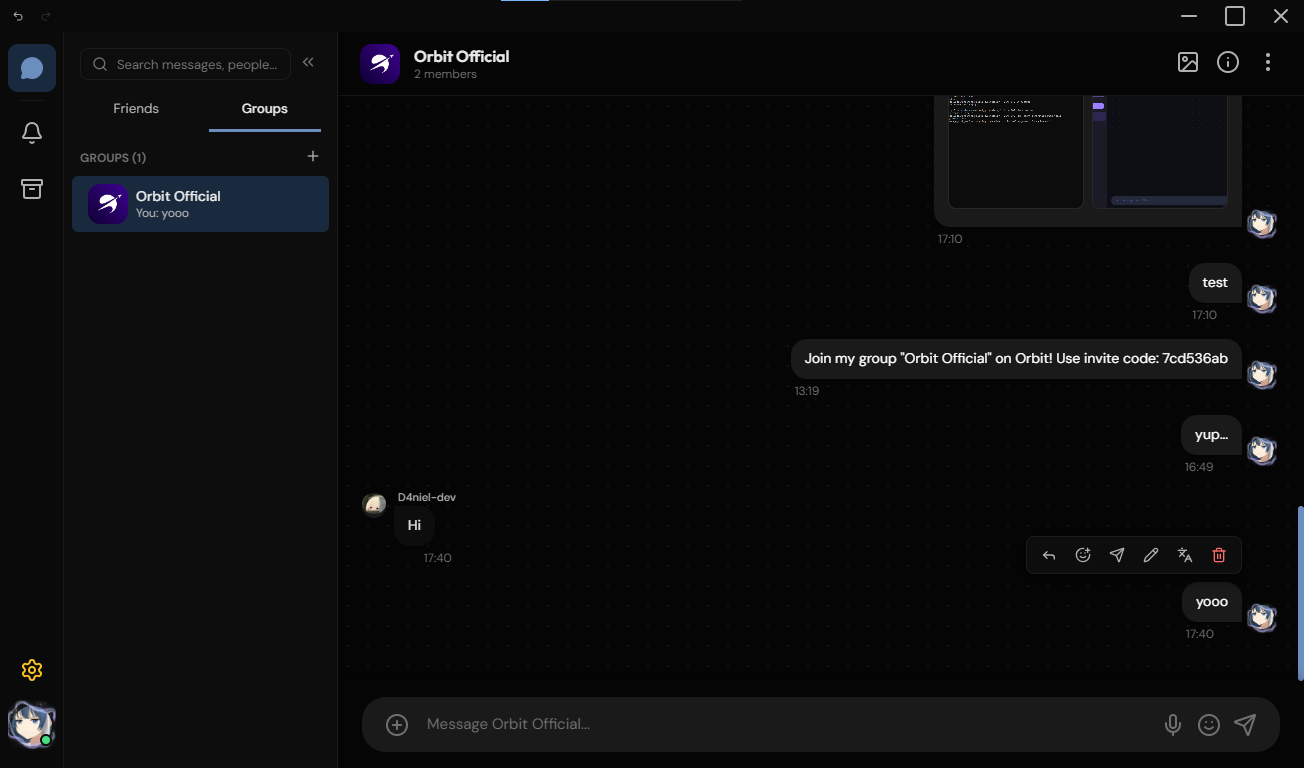 Search messages, people...
Friends
Groups
GROUPS (1)
Orbit Official
You: yooo
Orbit Official
2 members
17:10
test
17:10
Join my group "Orbit Official" on Orbit! Use invite code: 7cd536ab
13:19
yup...
16:49
D4niel-dev
Hi
17:40
yooo
17:40
Message Orbit Official...